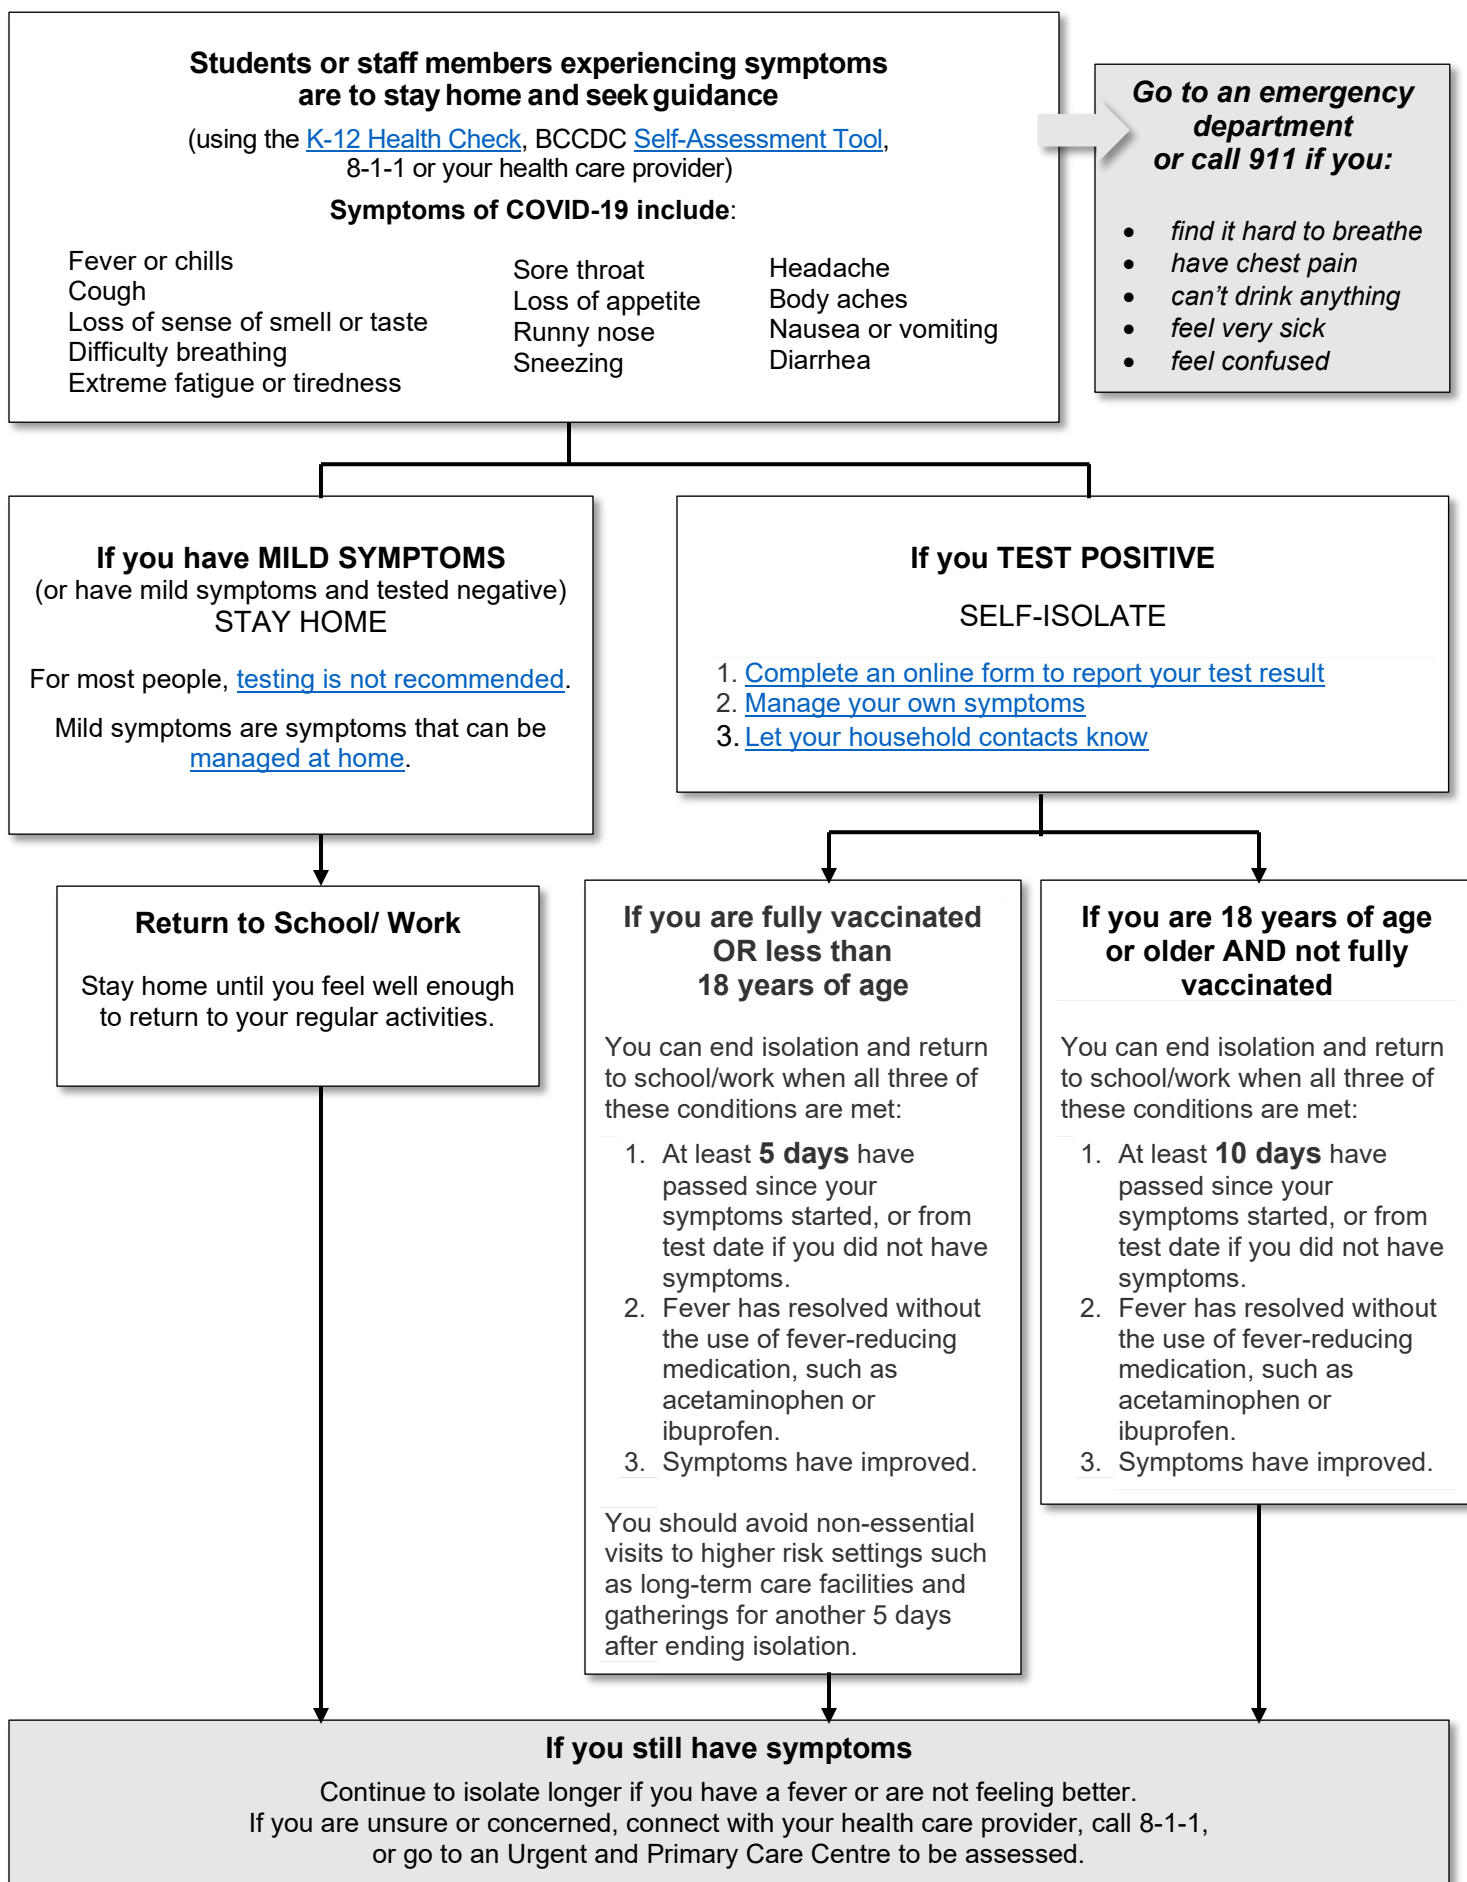 Students or staff members experiencing symptoms
are to stay home and seek guidance
(using the K-12 Health Check, BCCDC Self-Assessment Tool,
8-1-1 or your health care provider)
Symptoms of COVID-19 include:
Fever or chills
Cough
Loss of sense of smell or taste
Difficulty breathing
Extreme fatigue or tiredness
Sore throat
Loss of appetite
Runny nose
Sneezing
Headache
Body aches
Nausea or vomiting
Diarrhea
Go to an emergency
department
or call 911 if you:
• find it hard to breathe
• have chest pain
• can't drink anything
• feel very sick
• feel confused
If you have MILD SYMPTOMS
(or have mild symptoms and tested negative)
STAY HOME
For most people, testing is not recommended.
Mild symptoms are symptoms that can be
managed at home.
If you TEST POSITIVE
SELF-ISOLATE
1. Complete an online form to report your test result
2. Manage your own symptoms
3. Let your household contacts know
Return to School/ Work
Stay home until you feel well enough
to return to your regular activities.
If you are fully vaccinated
OR less than
18 years of age
You can end isolation and return
to school/work when all three of
these conditions are met:
1. At least 5 days have
passed since your
symptoms started, or from
test date if you did not have
symptoms.
2. Fever has resolved without
the use of fever-reducing
medication, such as
acetaminophen or
ibuprofen.
3. Symptoms have improved.
You should avoid non-essential
visits to higher risk settings such
as long-term care facilities and
gatherings for another 5 days
after ending isolation.
If you are 18 years of age
or older AND not fully
vaccinated
You can end isolation and return
to school/work when all three of
these conditions are met:
1. At least 10 days have
passed since your
symptoms started, or from
test date if you did not have
symptoms.
2. Fever has resolved without
the use of fever-reducing
medication, such as
acetaminophen or
ibuprofen.
3. Symptoms have improved.
If you still have symptoms
Continue to isolate longer if you have a fever or are not feeling better.
If you are unsure or concerned, connect with your health care provider, call 8-1-1,
or go to an Urgent and Primary Care Centre to be assessed.